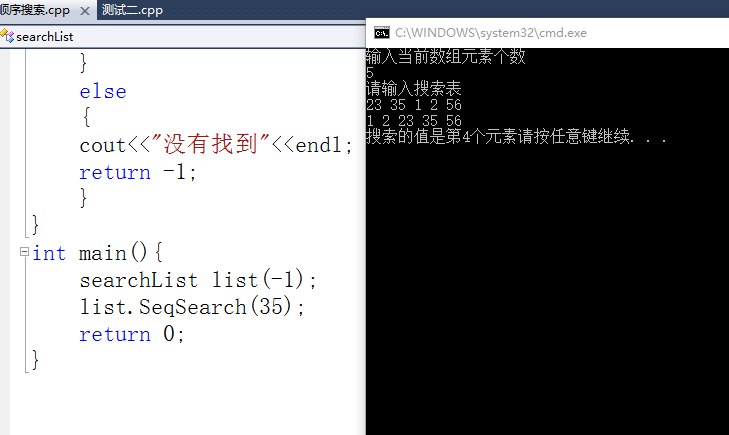 顺序搜索.cpp
测试二.cpp
searchList
}
else
{
cout<<"没有找到"<<endl;
return -1;
}
}
int main(){
searchList list(-1);
list.SeqSearch(35);
return 0;
}
C:\WINDOWS\system32\cmd.exe
输入当前数组元素个数
5
请输入搜索表
23 35 1 2 56
1 2 23 35 56
搜索的值是第4个元素请按任意键继续. . .